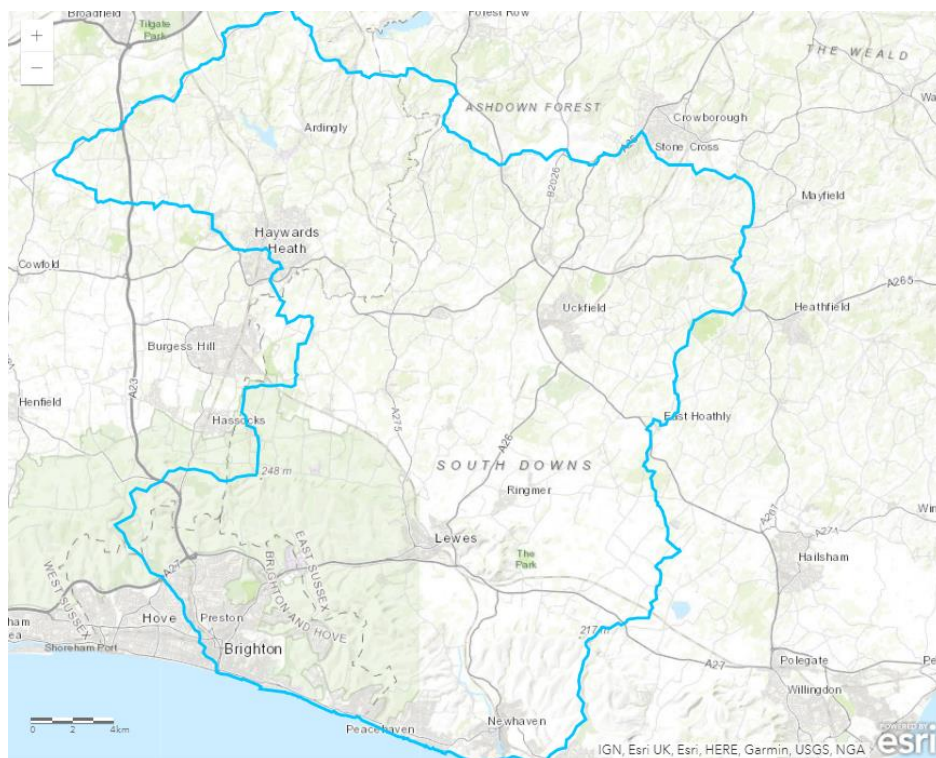 Broadfield
Tilgate
Park
Forest Row
+
−
THE WEALD
ASHDOWN FOREST
Crowborough
Stone Cross
A26
Ardingly
B2026
Mayfield
Haywards
Heath
Cowfold
A265
Uckfield
Heathfield
Burgess Hill
A23
Henfield
A275
Hassocks
East Hoathly
A26
SOUTH DOWNS
248 m
Ringmer
A267
A271
Lewes
Hailsham
The
Park
EAST SUSSEX
BRIGHTON AND HOVE
WEST SUSSEX
A27
Hove
Preston
Shoreham Port
Brighton
217 m
A27
Polegate
Willingdon
0 2 4km
Peacehaven
Newhaven
POWERED BY
esri
IGN, Esri UK, Esri, HERE, Garmin, USGS, NGA